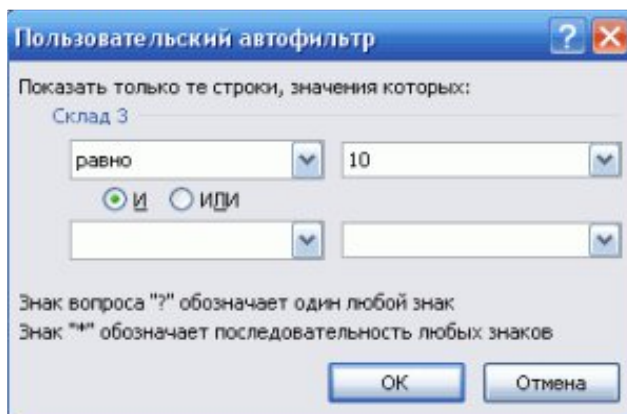 Пользовательский автофильтр
Показать только те строки, значения которых:
Склад 3
равно 10
И ИЛИ
Знак вопроса "?" обозначает один любой знак
Знак "*" обозначает последовательность любых знаков
ОК Отмена